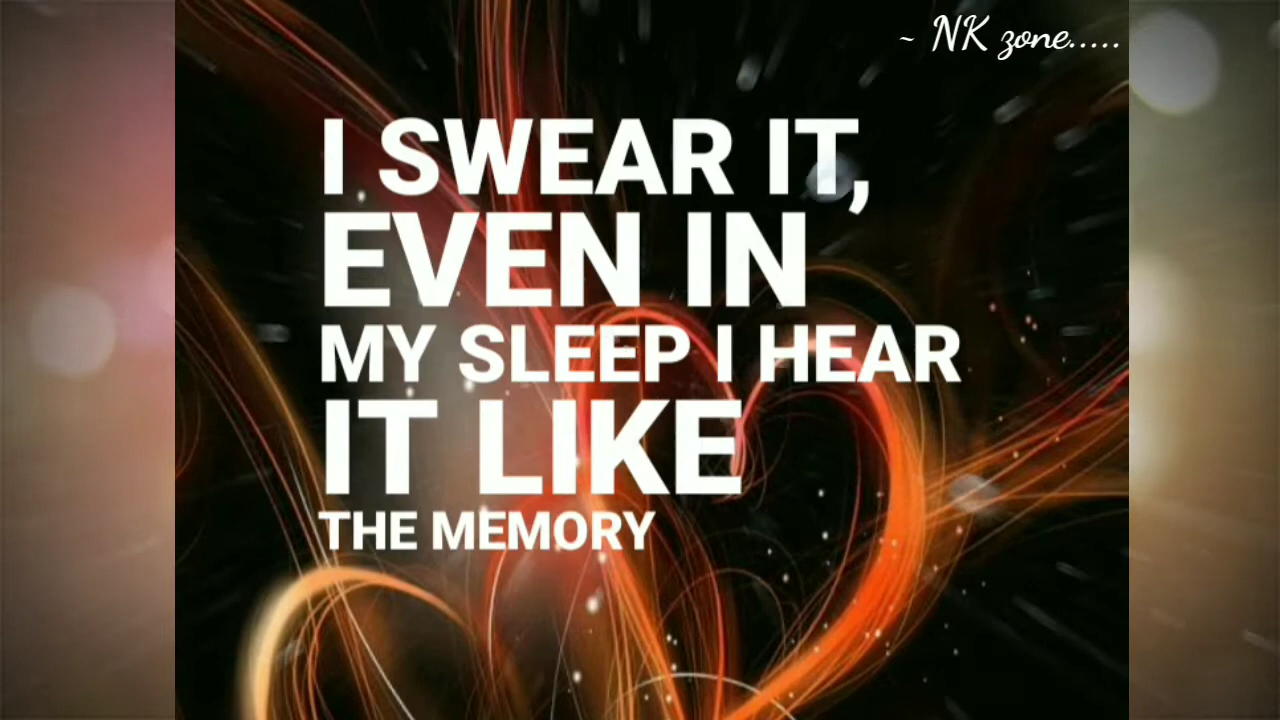 ~ NK zone.....
I SWEAR IT,
EVEN IN
MY SLEEP I HEAR
IT LIKE
THE MEMORY